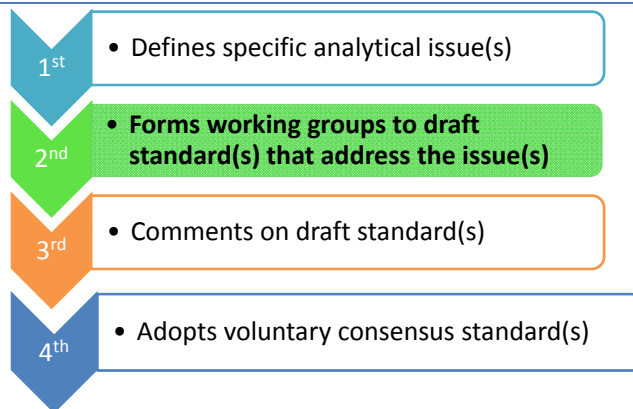 1st
• Defines specific analytical issue(s)
2nd
• Forms working groups to draft
standard(s) that address the issue(s)
3rd
• Comments on draft standard(s)
4th
• Adopts voluntary consensus standard(s)